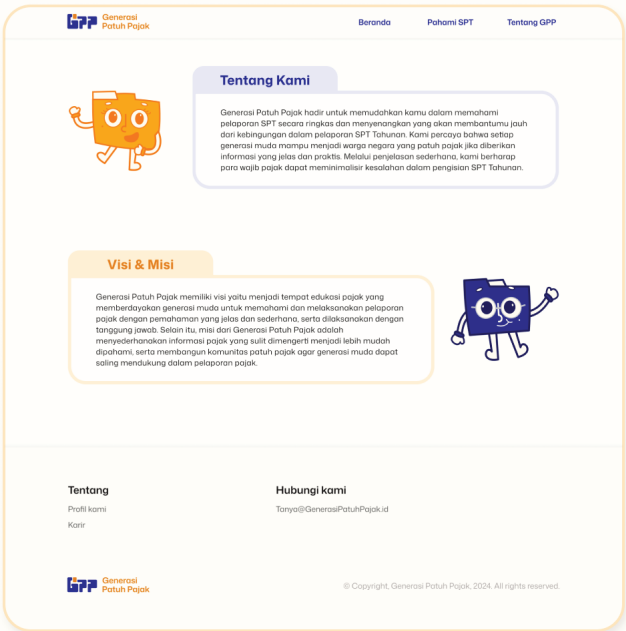 GPP Generasi
Patuh Pajak
Beranda
Pahami SPT
Tentang GPP
Tentang Kami
Generasi Patuh Pajak hadir untuk memudahkan kamu dalam memahami
pelaporan SPT secara ringkas dan menyenangkan yang akan membantumu jauh
dari kebingungan dalam pelaporan SPT Tahunan. Kami percaya bahwa setiap
generasi muda mampu menjadi warga negara yang patuh pajak jika diberikan
informasi yang jelas dan praktis. Melalui penjelasan sederhana, kami berharap
para wajib pajak dapat meminimalisir kesalahan dalam pengisian SPT Tahunan.
Visi & Misi
Generasi Patuh Pajak memiliki visi yaitu menjadi tempat edukasi pajak yang
memberdayakan generasi muda untuk memahami dan melaksanakan pelaporan
pajak dengan pemahaman yang jelas dan sederhana, serta dilaksanakan dengan
tanggung jawab. Selain itu, misi dari Generasi Patuh Pajak adalah
menyederhanakan informasi pajak yang sulit dimengerti menjadi lebih mudah
dipahami, serta membangun komunitas patuh pajak agar generasi muda dapat
saling mendukung dalam pelaporan pajak.
Tentang
Profil kami
Karir
Hubungi kami
Tanya@GenerasiPatuhPajak.id
GPP Generasi
Patuh Pajak
© Copyright, Generasi Patuh Pajak, 2024. All rights reserved.